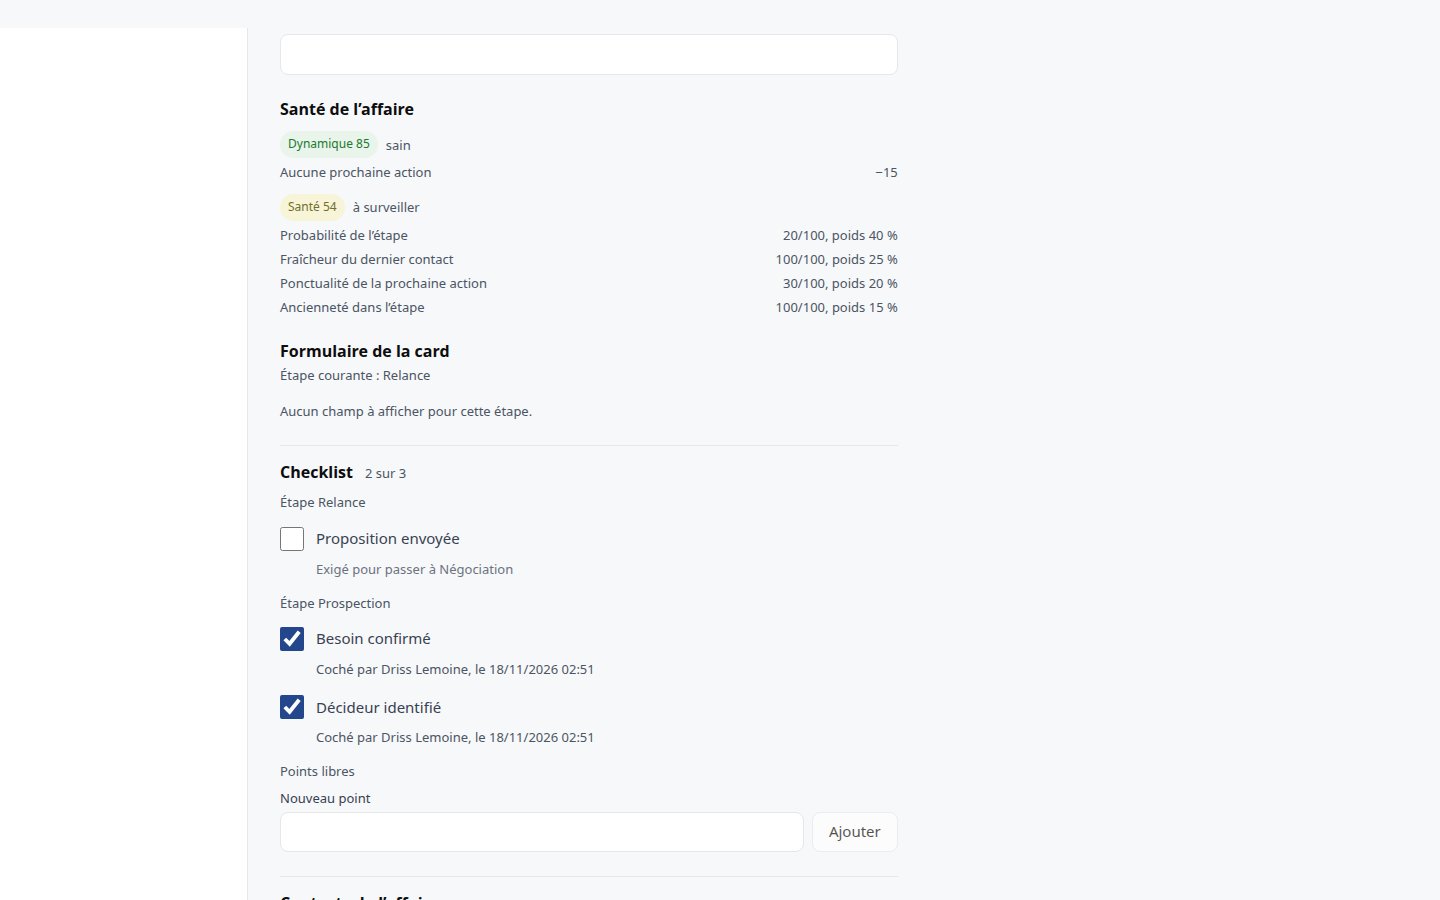 Santé de l’affaire
Dynamique 85 sain
Aucune prochaine action −15
Santé 54 à surveiller
Probabilité de l’étape 20/100, poids 40 %
Fraîcheur du dernier contact 100/100, poids 25 %
Ponctualité de la prochaine action 30/100, poids 20 %
Ancienneté dans l’étape 100/100, poids 15 %
Formulaire de la card
Étape courante : Relance
Aucun champ à afficher pour cette étape.
Checklist 2 sur 3
Étape Relance
Proposition envoyée
Exigé pour passer à Négociation
Étape Prospection
Besoin confirmé
Coché par Driss Lemoine, le 18/11/2026 02:51
Décideur identifié
Coché par Driss Lemoine, le 18/11/2026 02:51
Points libres
Nouveau point
Ajouter